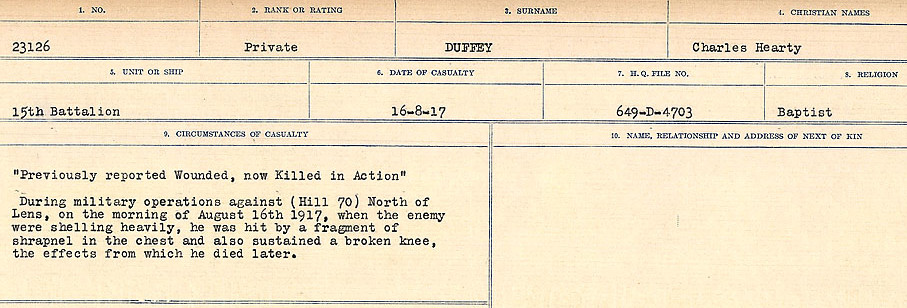 1. NO. 2. RANK OR RATING 3. SURNAME 4. CHRISTIAN NAMES
23126 Private DUFFEY Charles Hearty
5. UNIT OR SHIP 6. DATE OF CASUALTY 7. H.Q. FILE NO. 8. RELIGION
15th Battalion 16-8-17 649-D-4703 Baptist
9. CIRCUMSTANCES OF CASUALTY 10. NAME, RELATIONSHIP AND ADDRESS OF NEXT OF KIN
"Previously reported Wounded, now Killed in Action"
During military operations against (Hill 70) North of
Lens, on the morning of August 16th 1917, when the enemy
were shelling heavily, he was hit by a fragment of
shrapnel in the chest and also sustained a broken knee,
the effects from which he died later.